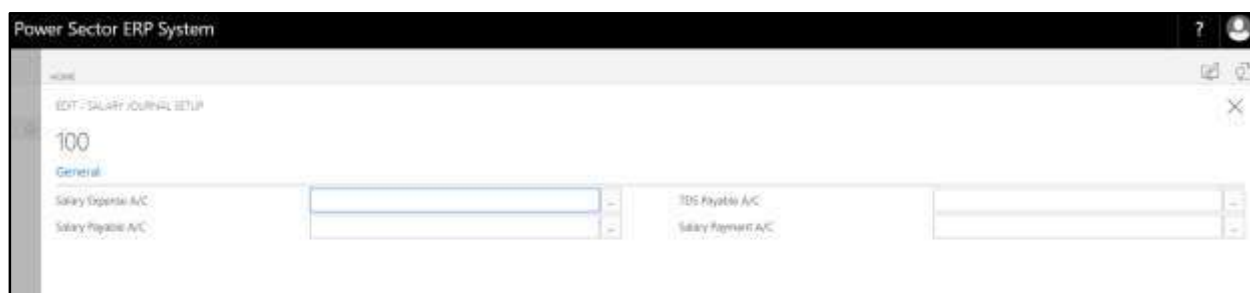 Power Sector ERP System ?
HOME
EDIT - SALARY JOURNAL SETUP
100
General
Salary Expense A/C ... TDS Payable A/C ...
Salary Payable A/C ... Salary Payment A/C ...